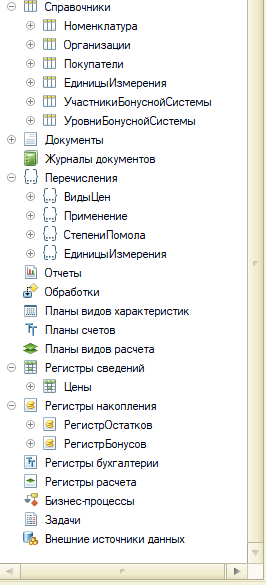 Справочники
Номенклатура
Организации
Покупатели
ЕдиницыИзмерения
УчастникиБонуснойСистемы
УровниБонуснойСистемы
Документы
Журналы документов
Перечисления
ВидыЦен
Применение
СтепениПомола
ЕдиницыИзмерения
Отчеты
Обработки
Планы видов характеристик
Планы счетов
Планы видов расчета
Регистры сведений
Цены
Регистры накопления
РегистрОстатков
РегистрБонусов
Регистры бухгалтерии
Регистры расчета
Бизнес-процессы
Задачи
Внешние источники данных